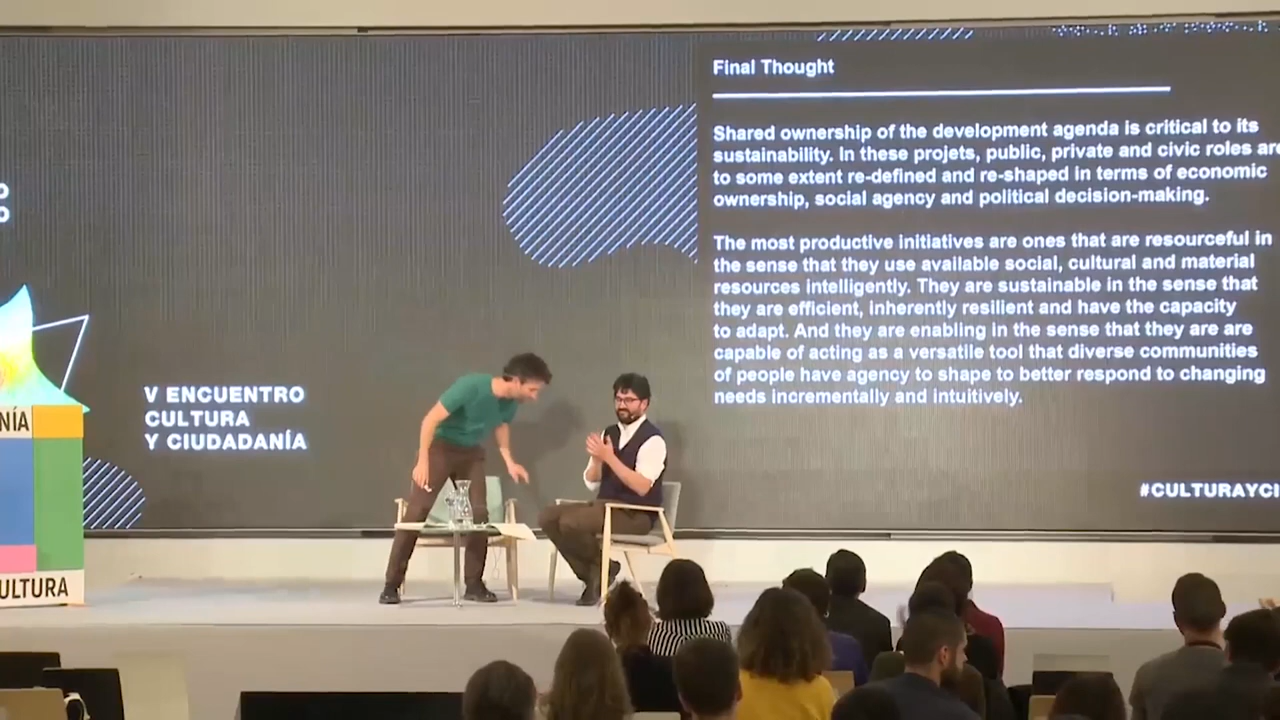 Final Thought
Shared ownership of the development agenda is critical to its
sustainability. In these projets, public, private and civic roles are
to some extent re-defined and re-shaped in terms of economic
ownership, social agency and political decision-making.
The most productive initiatives are ones that are resourceful in
the sense that they use available social, cultural and material
resources intelligently. They are sustainable in the sense that
they are efficient, inherently resilient and have the capacity
to adapt. And they are enabling in the sense that they are are
capable of acting as a versatile tool that diverse communities
of people have agency to shape to better respond to changing
needs incrementally and intuitively.
V ENCUENTRO
CULTURA
Y CIUDADANÍA
#CULTURAYCI
NÍA
ULTURA